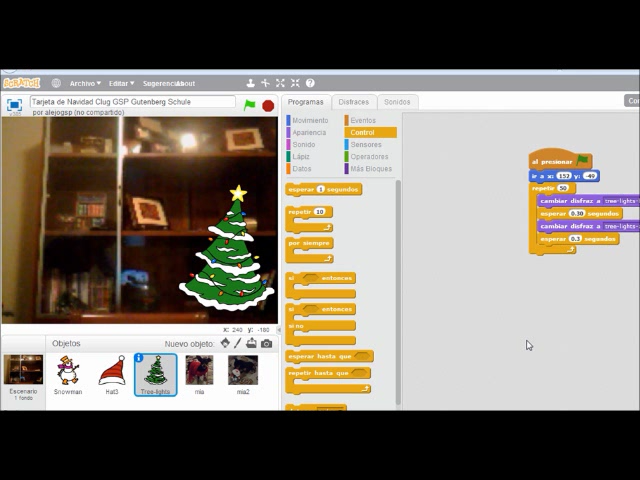 SCRATCH Archivo Editar Sugerencias About
Tarjeta de Navidad Clug GSP Gutenberg Schule
por alejogsp (no compartido)
Programas Disfraces Sonidos
Movimiento Eventos
Apariencia Control
Sonido Sensores
Lápiz Operadores
Datos Más Bloques
esperar 1 segundos
repetir 10
por siempre
si entonces
si entonces
si no
esperar hasta que
repetir hasta que
al presionar
ir a x: 157 y: -49
repetir 50
cambiar disfraz a tree-lights-
esperar 0.30 segundos
cambiar disfraz a tree-lights-
esperar 0.3 segundos
x: 240 y: -180
Objetos Nuevo objeto:
Escenario
1 fondo
Snowman Hat3 Tree-lights mia mia2